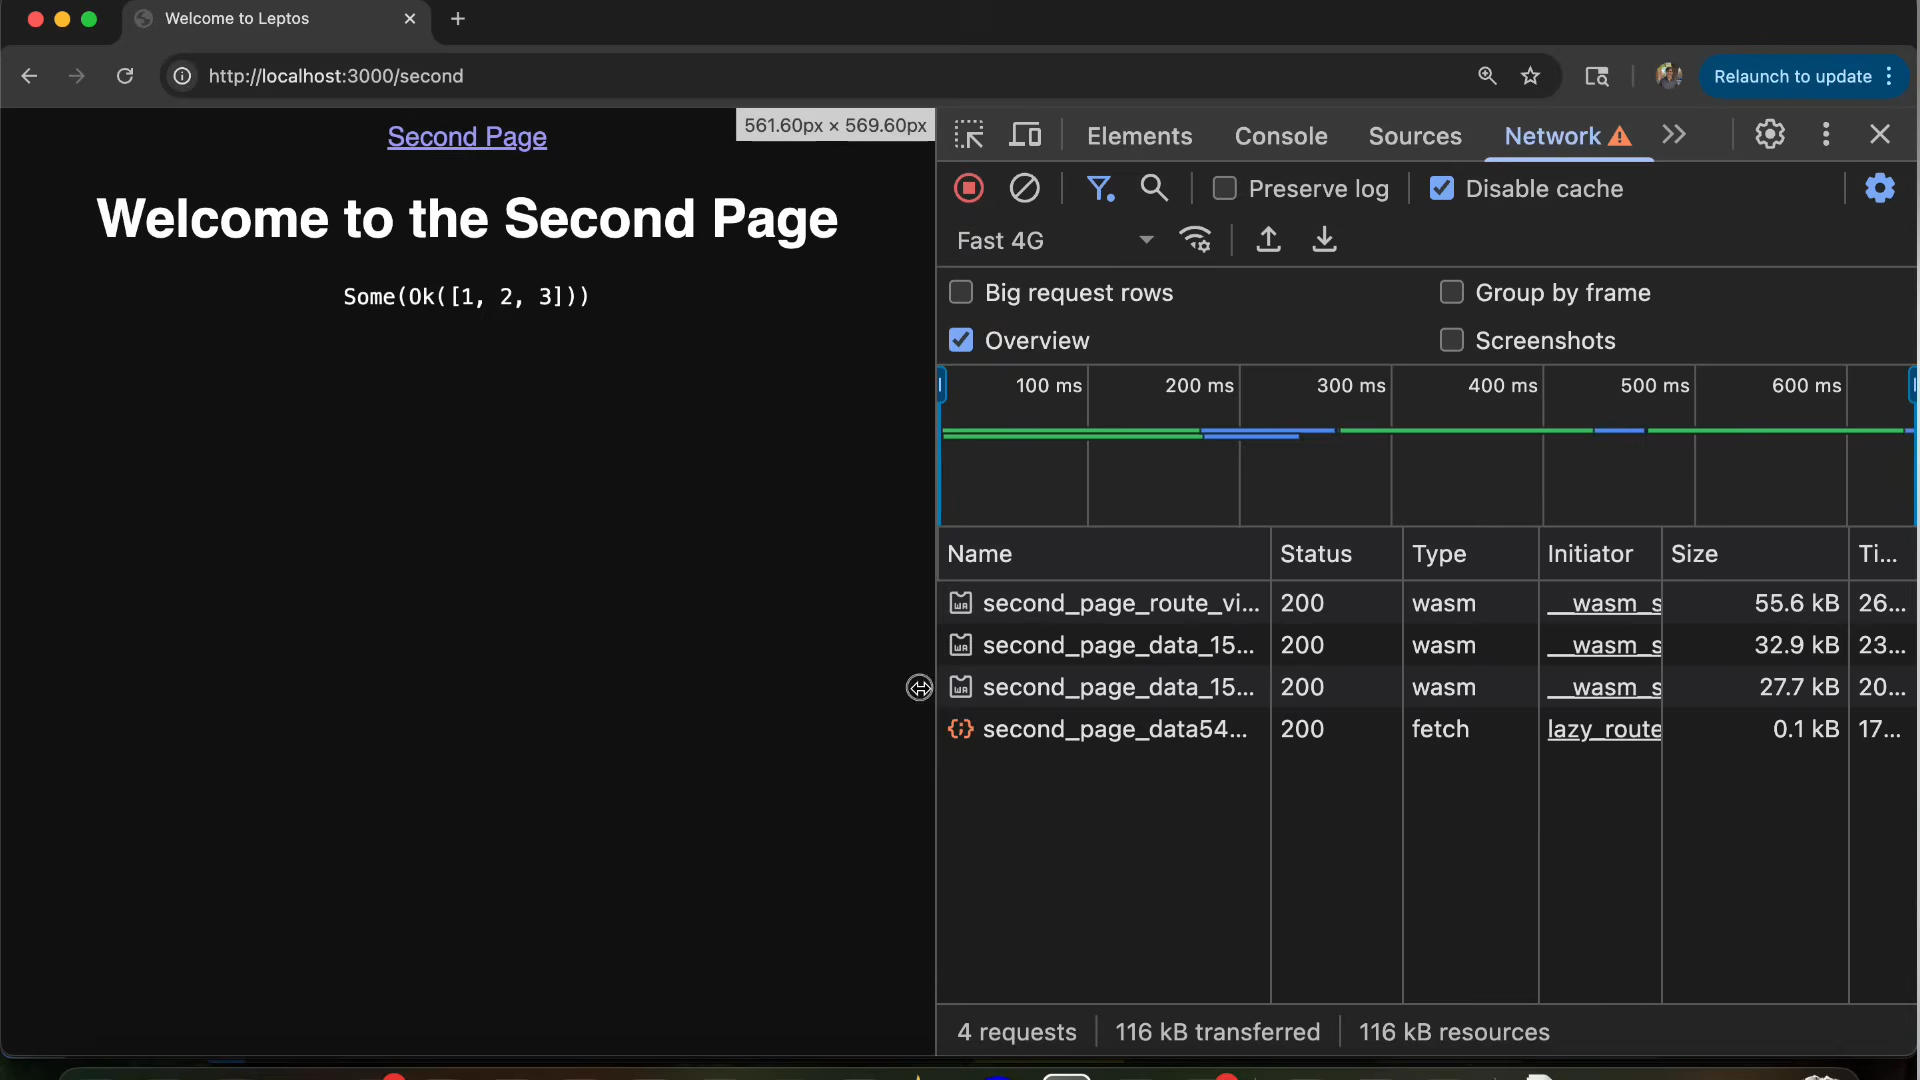 Welcome to Leptos
http://localhost:3000/second
Relaunch to update
Second Page
561.60px × 569.60px
Welcome to the Second Page
Some(Ok([1, 2, 3]))
Elements
Console
Sources
Network
Preserve log
Disable cache
Fast 4G
Big request rows
Group by frame
Overview
Screenshots
100 ms
200 ms
300 ms
400 ms
500 ms
600 ms
Name Status Type Initiator Size Ti...
second_page_route_vi... 200 wasm __wasm_s 55.6 kB 26...
second_page_data_15... 200 wasm __wasm_s 32.9 kB 23...
second_page_data_15... 200 wasm __wasm_s 27.7 kB 20...
second_page_data54... 200 fetch lazy_route 0.1 kB 17...
4 requests
116 kB transferred
116 kB resources